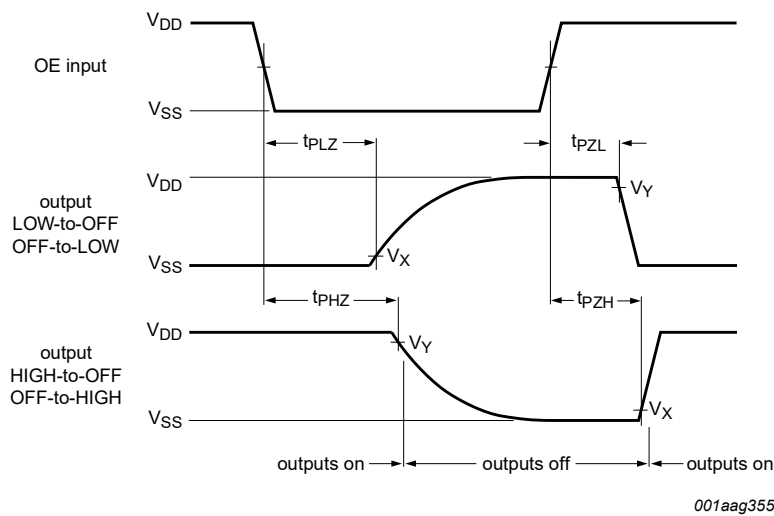 VDD
OE input
VSS
tPLZ
tPZL
VDD
output
LOW-to-OFF
OFF-to-LOW
VY
VSS
VX
tPHZ
tPZH
VDD
output
HIGH-to-OFF
OFF-to-HIGH
VY
VX
VSS
outputs on
outputs off
outputs on
001aag355